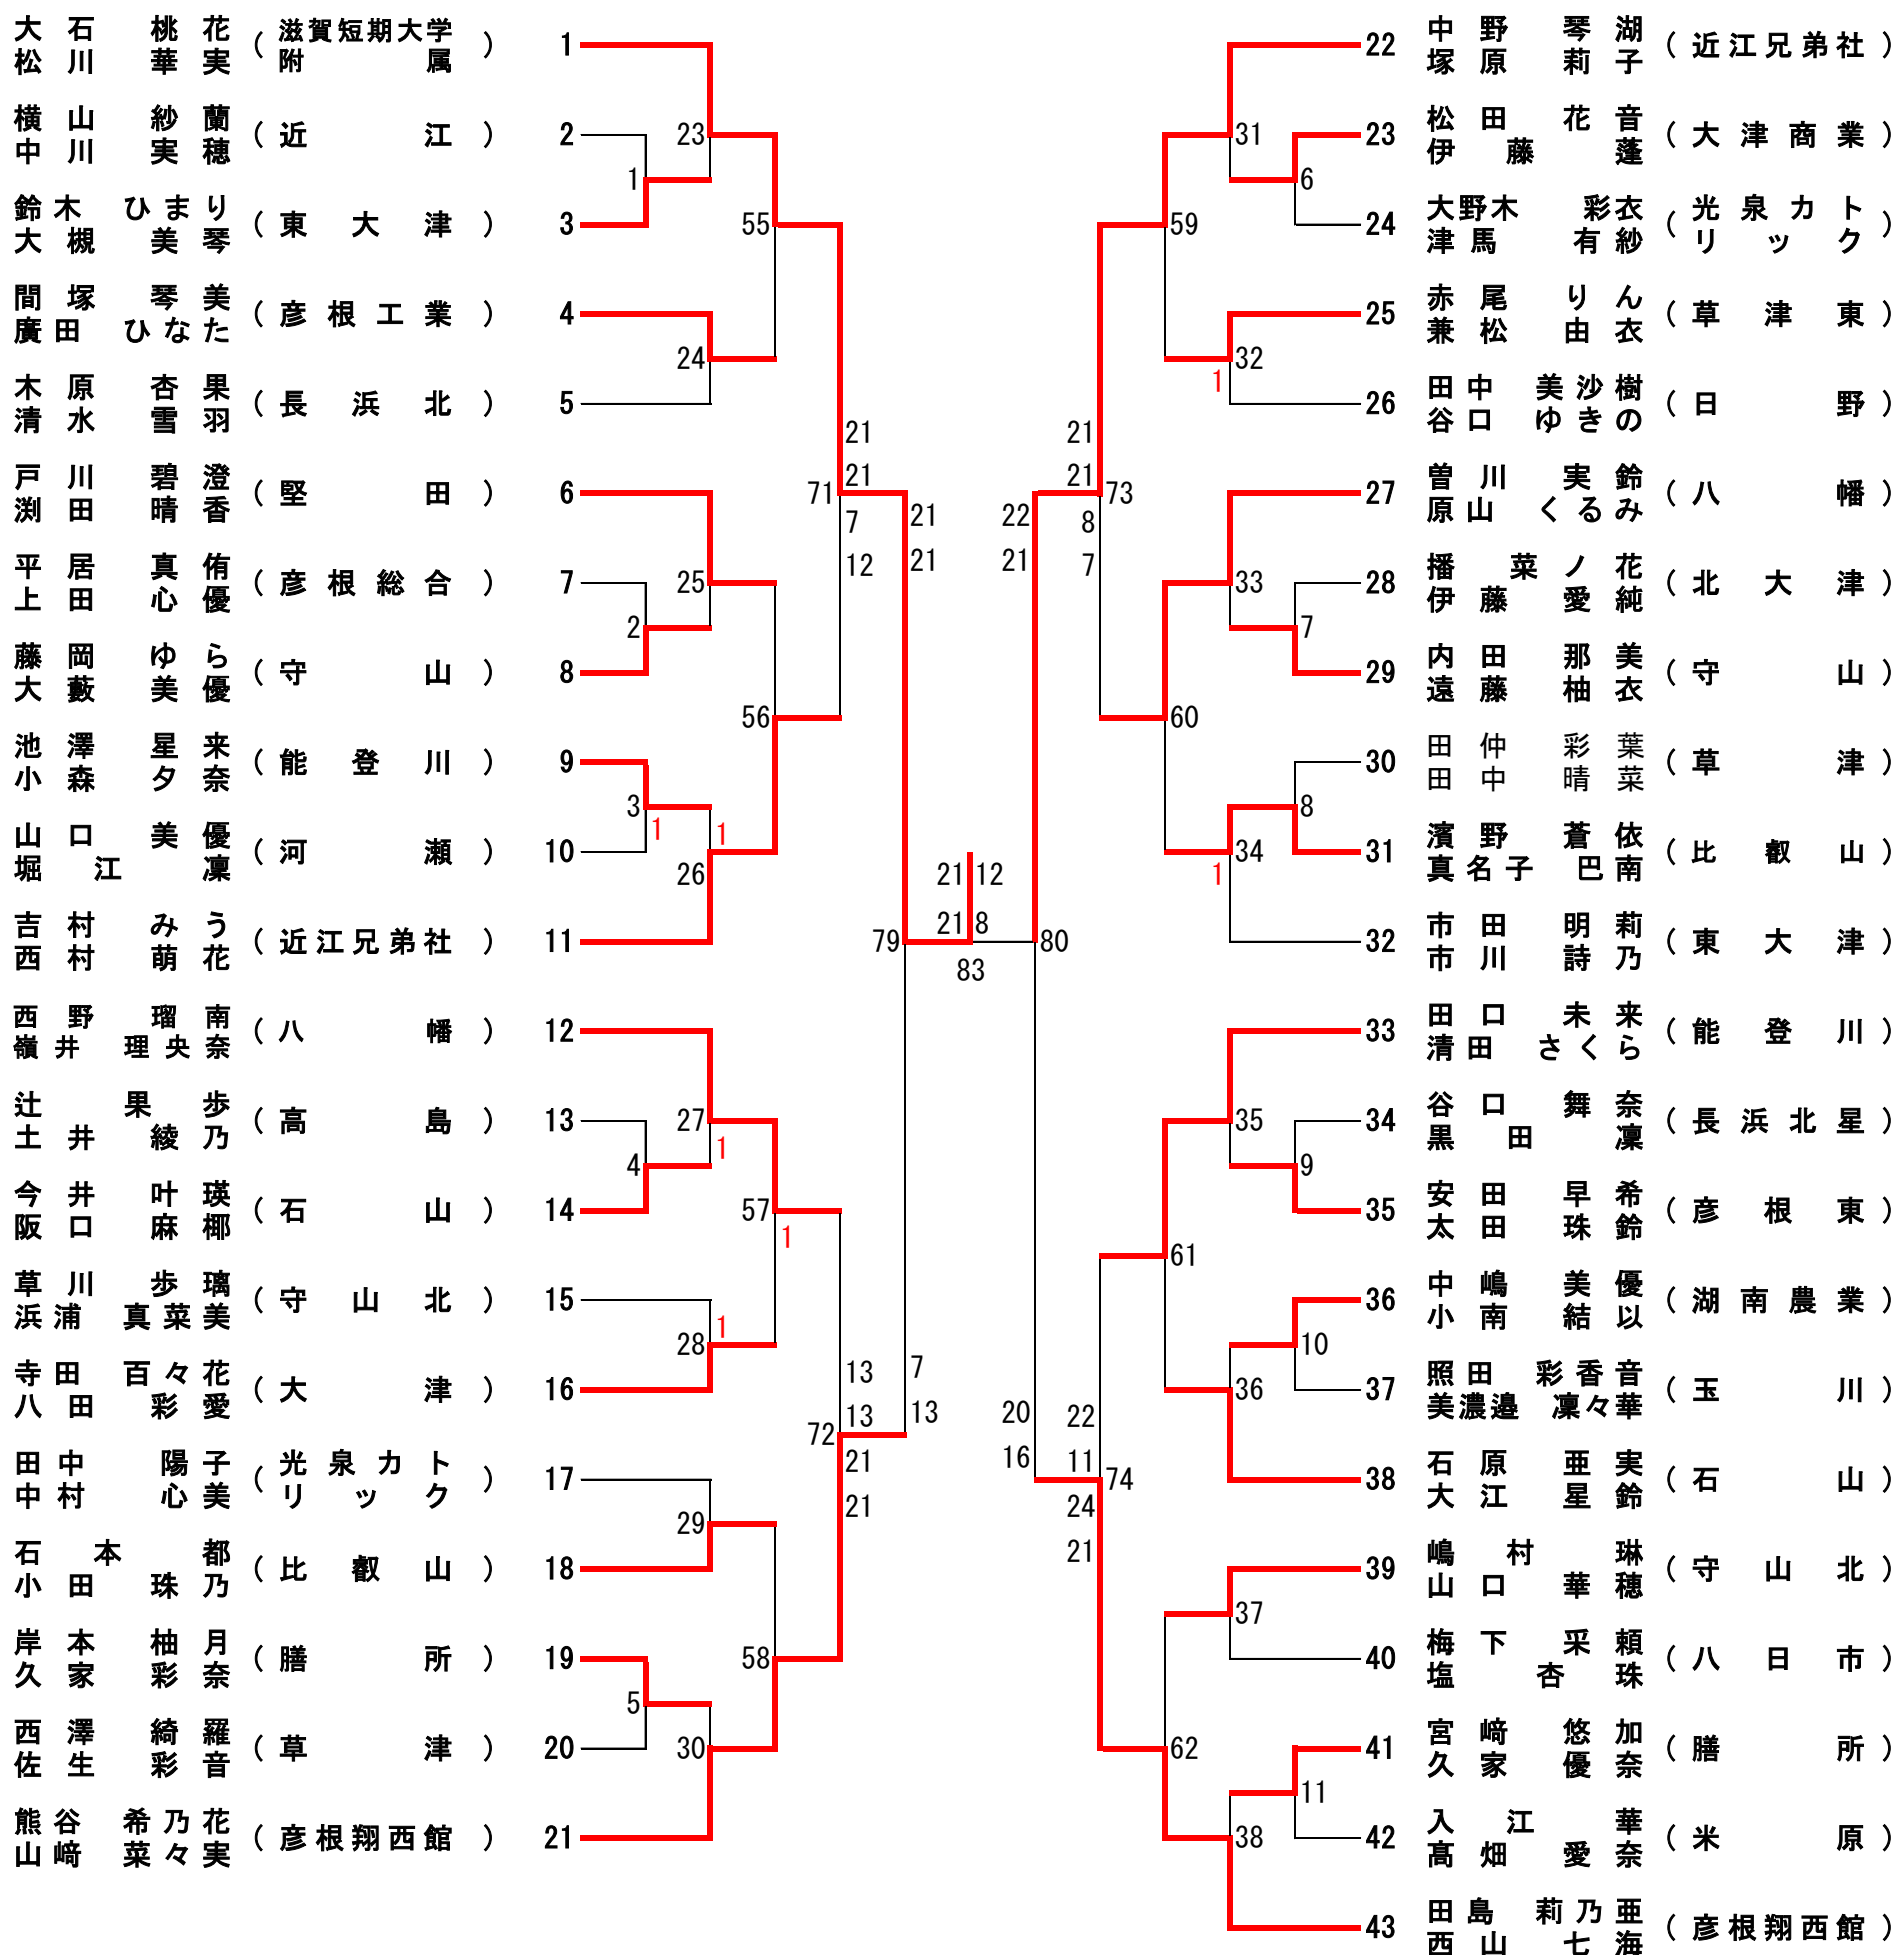 大石 桃花 (滋賀短期大学附属) 1
松川 華実
横山 紗蘭 (近江) 2
中川 実穂
鈴木 ひまり (東大津) 3
大槻 美琴
間塚 琴美 (彦根工業) 4
廣田 ひなた
木原 杏果 (長浜北) 5
清水 雪羽
戸川 碧澄 (堅田) 6
渕田 晴香
平居 真侑 (彦根総合) 7
上田 心優
藤岡 ゆら (守山) 8
大藪 美優
池澤 星来 (能登川) 9
小森 夕奈
山口 美優 (河瀬) 10
堀江 凜
吉村 みう (近江兄弟社) 11
西村 萌花
西野 瑠南 (八幡) 12
嶺井 理央奈
辻 果歩 (高島) 13
土井 綾乃
今井 叶瑛 (石山) 14
阪口 麻椰
草川 歩璃 (守山北) 15
浜浦 真菜美
寺田 百々花 (大津) 16
八田 彩愛
田中 陽子 (光泉カトリック) 17
中村 心美
石本 都 (比叡山) 18
小田 珠乃
岸本 柚月 (膳所) 19
久家 彩奈
西澤 綺羅 (草津) 20
佐生 彩音
熊谷 希乃花 (彦根翔西館) 21
山﨑 菜々実
1
2
3
1
4
5
23
24
25
1
26
27
1
1
28
29
30
55
56
57
1
58
21
21
71
7
12
13
13
72
21
21
21
21
79
7
13
21 12
21 8
83
22
21
80
20
16
21
21
73
8
7
22
11
74
24
21
59
60
61
62
31
32
1
33
34
1
35
36
37
38
6
7
8
9
10
11
22 中野 琴湖 (近江兄弟社)
塚原 莉子
23 松田 花音 (大津商業)
伊藤 蓬
24 大野木 彩衣 (光泉カトリック)
津馬 有紗
25 赤尾 りん (草津東)
兼松 由衣
26 田中 美沙樹 (日野)
谷口 ゆきの
27 曽川 実鈴 (八幡)
原山 くるみ
28 播 菜ノ花 (北大津)
伊藤 愛純
29 内田 那美 (守山)
遠藤 柚衣
30 田仲 彩葉 (草津)
田中 晴菜
31 濱野 蒼依 (比叡山)
真名子 巴南
32 市田 明莉 (東大津)
市川 詩乃
33 田口 未来 (能登川)
清田 さくら
34 谷口 舞奈 (長浜北星)
黒田 凜
35 安田 早希 (彦根東)
太田 珠鈴
36 中嶋 美優 (湖南農業)
小南 結以
37 照田 彩香音 (玉川)
美濃邉 凜々華
38 石原 亜実 (石山)
大江 星鈴
39 嶋村 琳 (守山北)
山口 華穂
40 梅下 采頼 (八日市)
塩 杏珠
41 宮﨑 悠加 (膳所)
久家 優奈
42 入江 華 (米原)
髙畑 愛奈
43 田島 莉乃亜 (彦根翔西館)
西山 七海